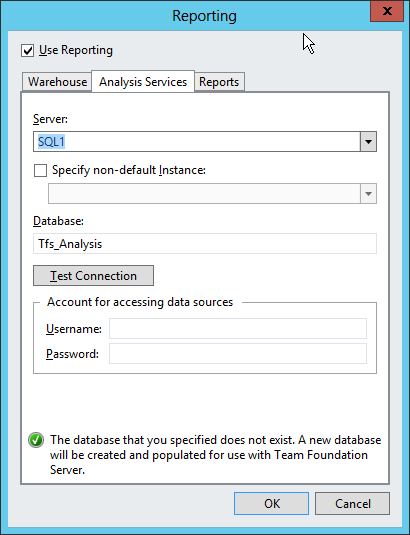 Reporting
x
Use Reporting
Warehouse Analysis Services Reports
Server:
SQL1
Specify non-default Instance:
Database:
Tfs_Analysis
Test Connection
Account for accessing data sources
Username:
Password:
The database that you specified does not exist. A new database
will be created and populated for use with Team Foundation
Server.
OK Cancel